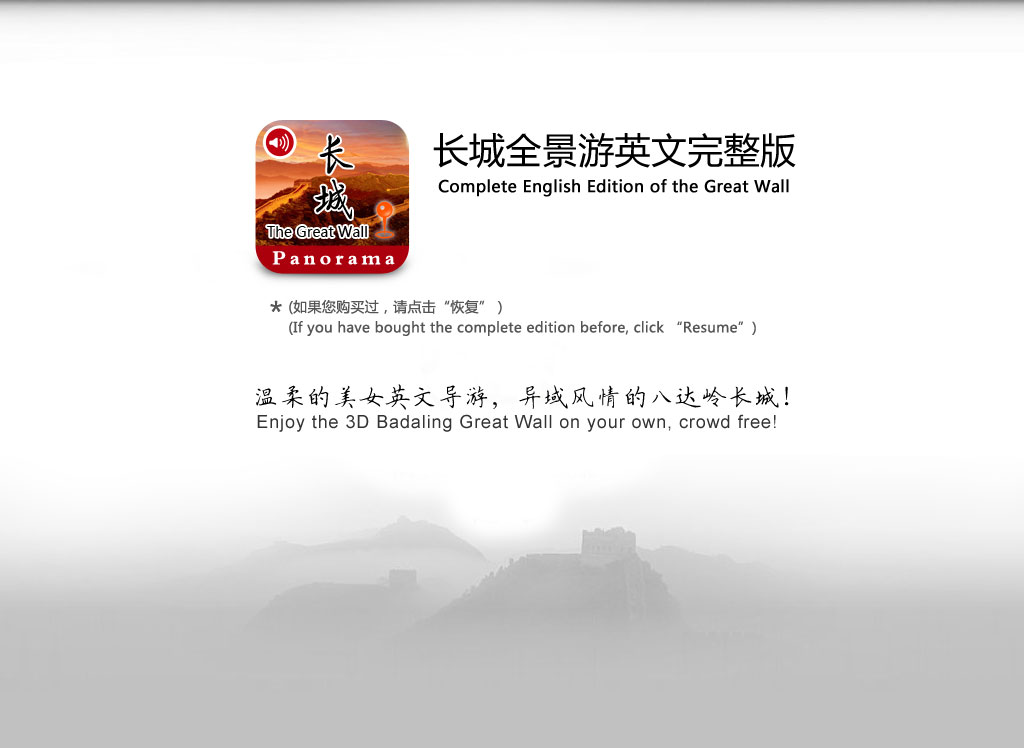 长城
The Great Wall
Panorama
长城全景游英文完整版
Complete English Edition of the Great Wall
* (如果您购买过，请点击“恢复” )
(If you have bought the complete edition before, click “Resume” )
温柔的美女英文导游，异域风情的八达岭长城!
Enjoy the 3D Badaling Great Wall on your own, crowd free!